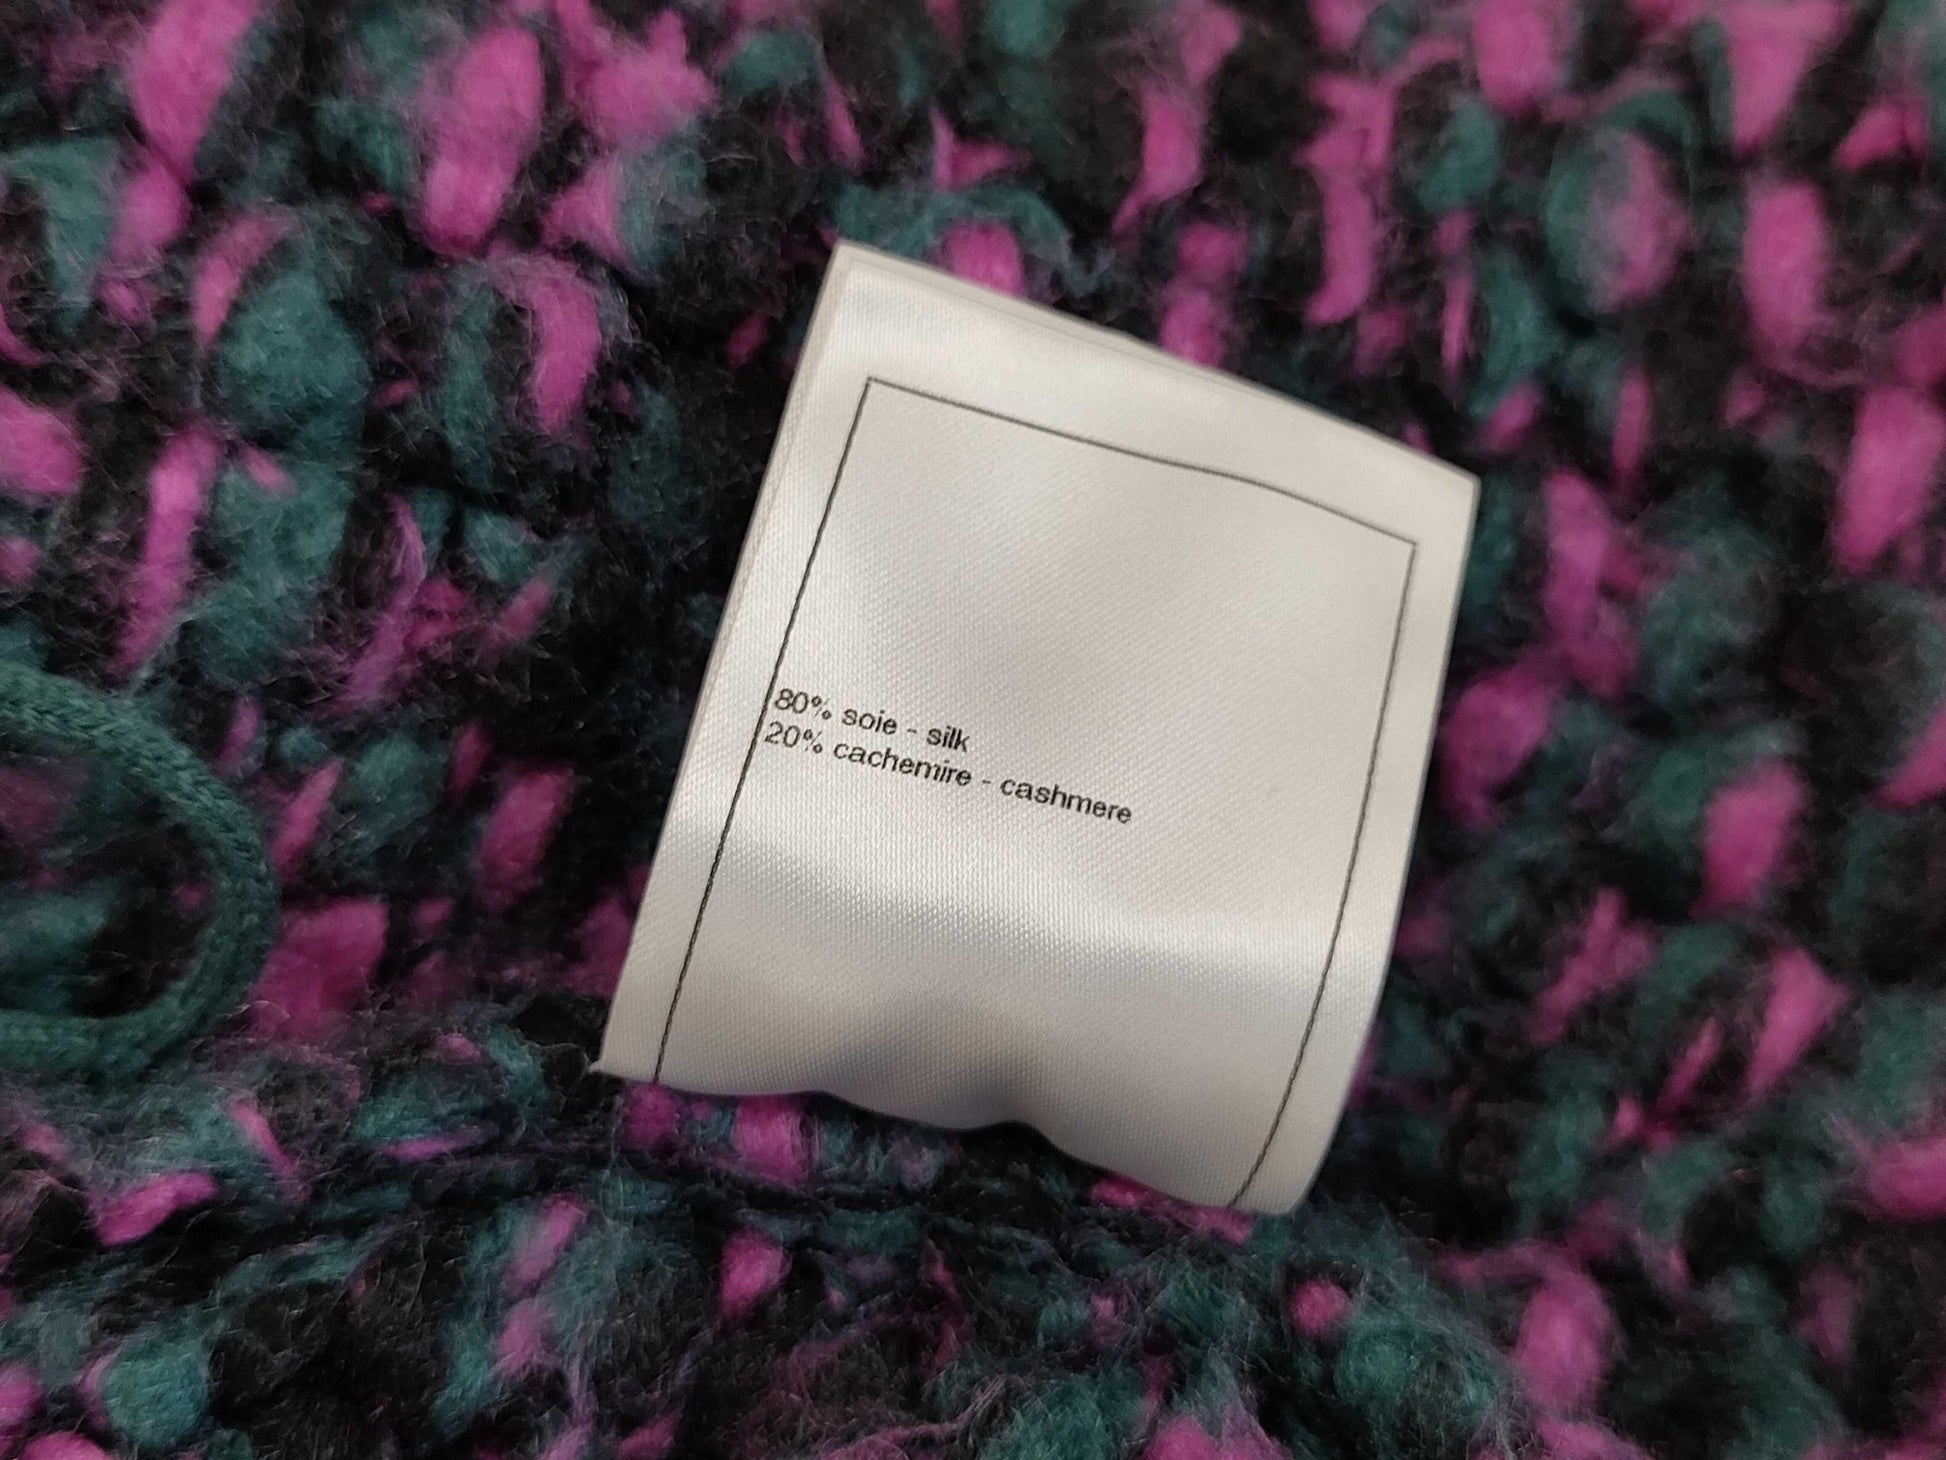 80% soie - silk
20% cachemire - cashmere